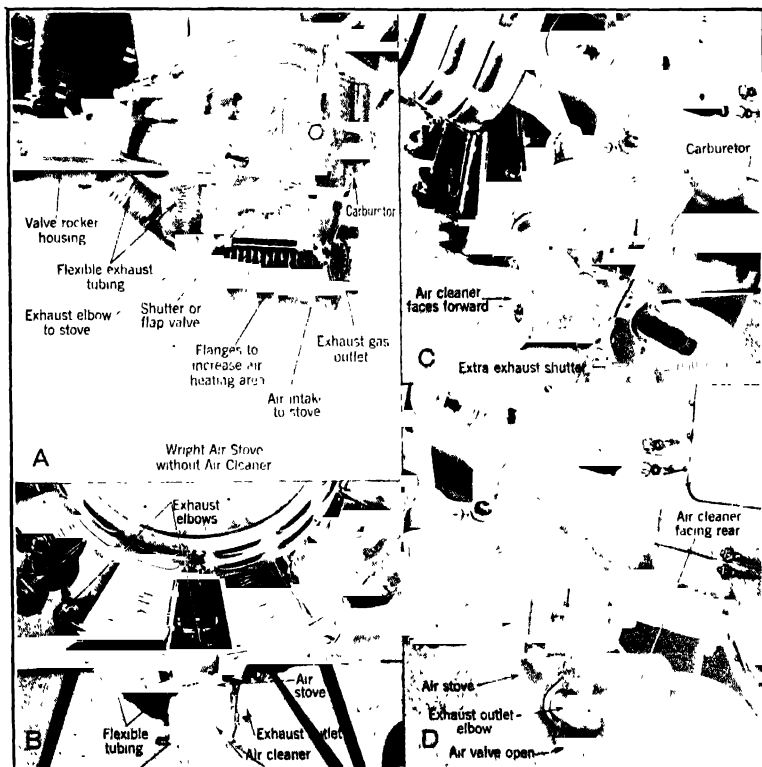 Carburetor
Valve rocker
housing
Flexible exhaust
tubing
Exhaust elbow
to stove
Shutter or
flap valve
Flanges to
increase air
heating area
Exhaust gas
outlet
Air intake
to stove
A
Wright Air Stove
without Air Cleaner
Exhaust
elbows
Air
stove
Flexible
tubing
Exhaust outlet
Air cleaner
B
Carburetor
Air cleaner
faces forward
C
Extra exhaust shutter
Air cleaner
facing rear
Air stove
Exhaust outlet-
elbow
D
Air valve open